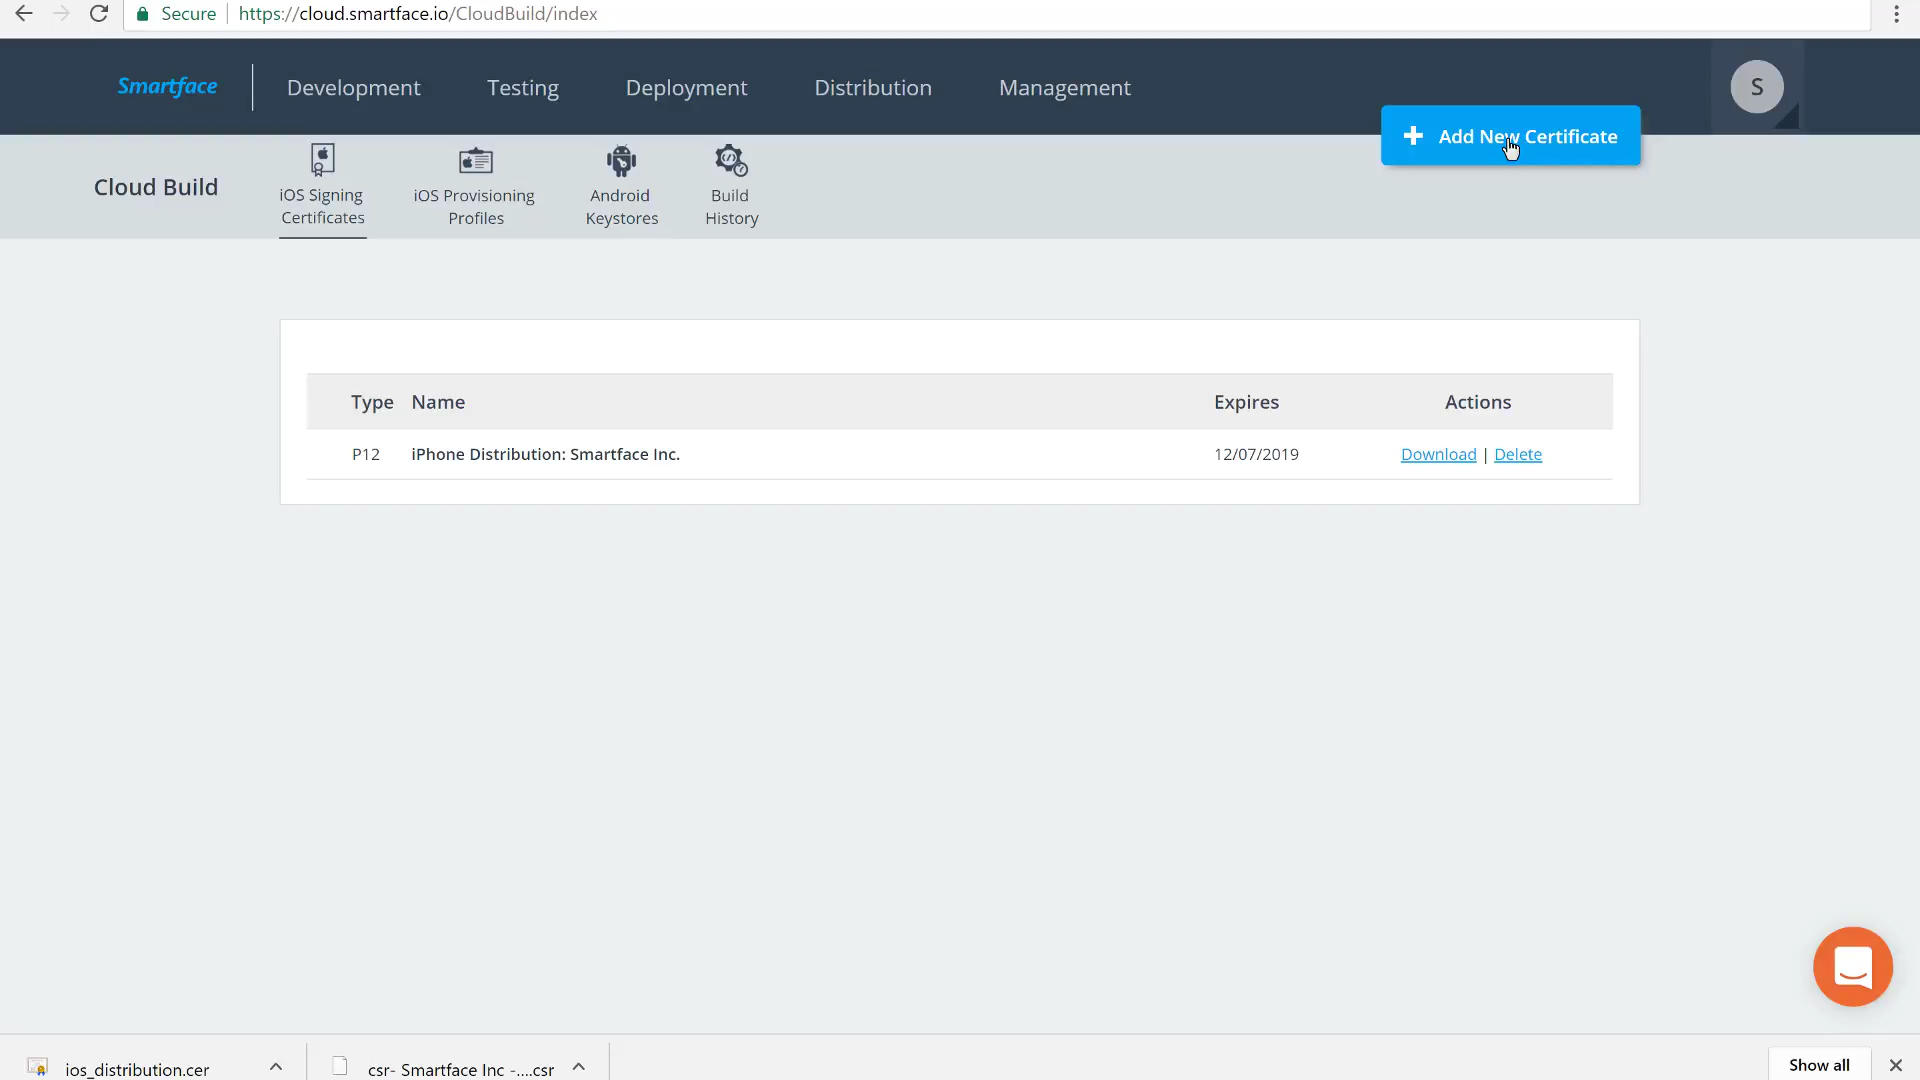 Secure | https://cloud.smartface.io/CloudBuild/index
Smartface Development Testing Deployment Distribution Management S
+ Add New Certificate
Cloud Build
iOS Signing
Certificates
iOS Provisioning
Profiles
Android
Keystores
Build
History
Type Name Expires Actions
P12 iPhone Distribution: Smartface Inc. 12/07/2019 Download | Delete
ios_distribution.cer csr- Smartface Inc -....csr Show all